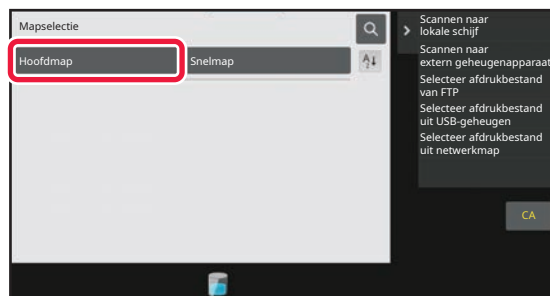 Mapselectie
Hoofdmap
Snelmap
Scannen naar
lokale schijf
Scannen naar
extern geheugenapparaat
Selecteer afdrukbestand
van FTP
Selecteer afdrukbestand
uit USB-geheugen
Selecteer afdrukbestand
uit netwerkmap
CA